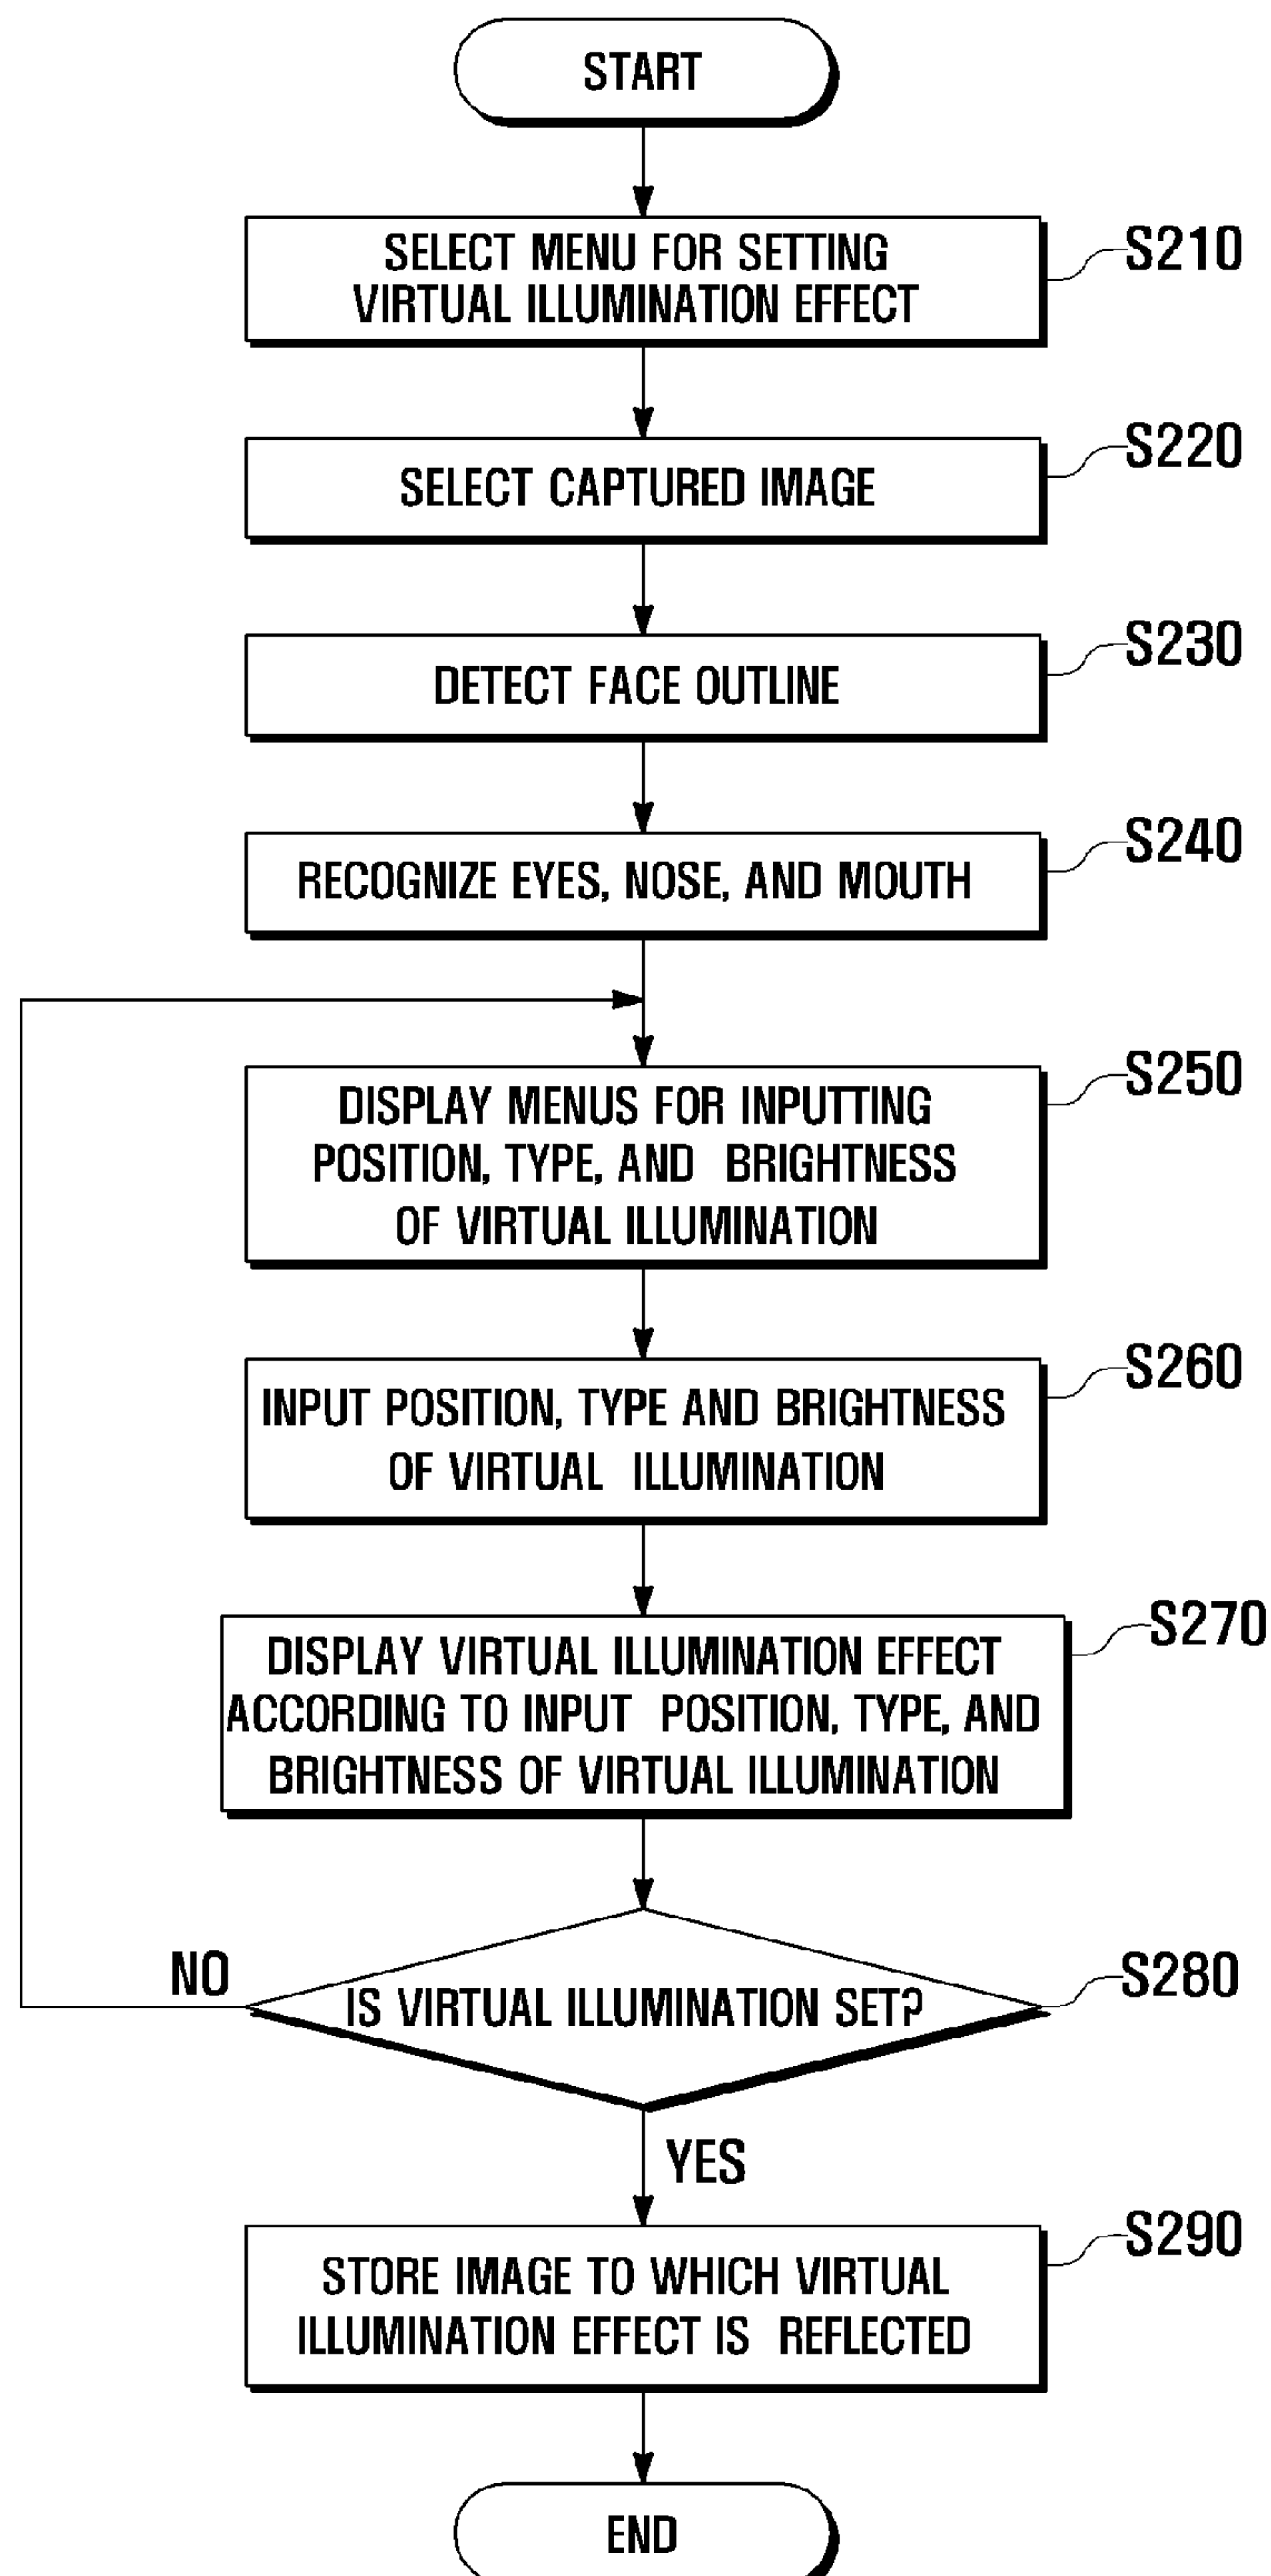 START
SELECT MENU FOR SETTING
VIRTUAL ILLUMINATION EFFECT
S210
SELECT CAPTURED IMAGE
S220
DETECT FACE OUTLINE
S230
RECOGNIZE EYES, NOSE, AND MOUTH
S240
DISPLAY MENUS FOR INPUTTING
POSITION, TYPE, AND BRIGHTNESS
OF VIRTUAL ILLUMINATION
S250
INPUT POSITION, TYPE AND BRIGHTNESS
OF VIRTUAL ILLUMINATION
S260
DISPLAY VIRTUAL ILLUMINATION EFFECT
ACCORDING TO INPUT POSITION, TYPE, AND
BRIGHTNESS OF VIRTUAL ILLUMINATION
S270
NO
IS VIRTUAL ILLUMINATION SET?
S280
YES
STORE IMAGE TO WHICH VIRTUAL
ILLUMINATION EFFECT IS REFLECTED
S290
END